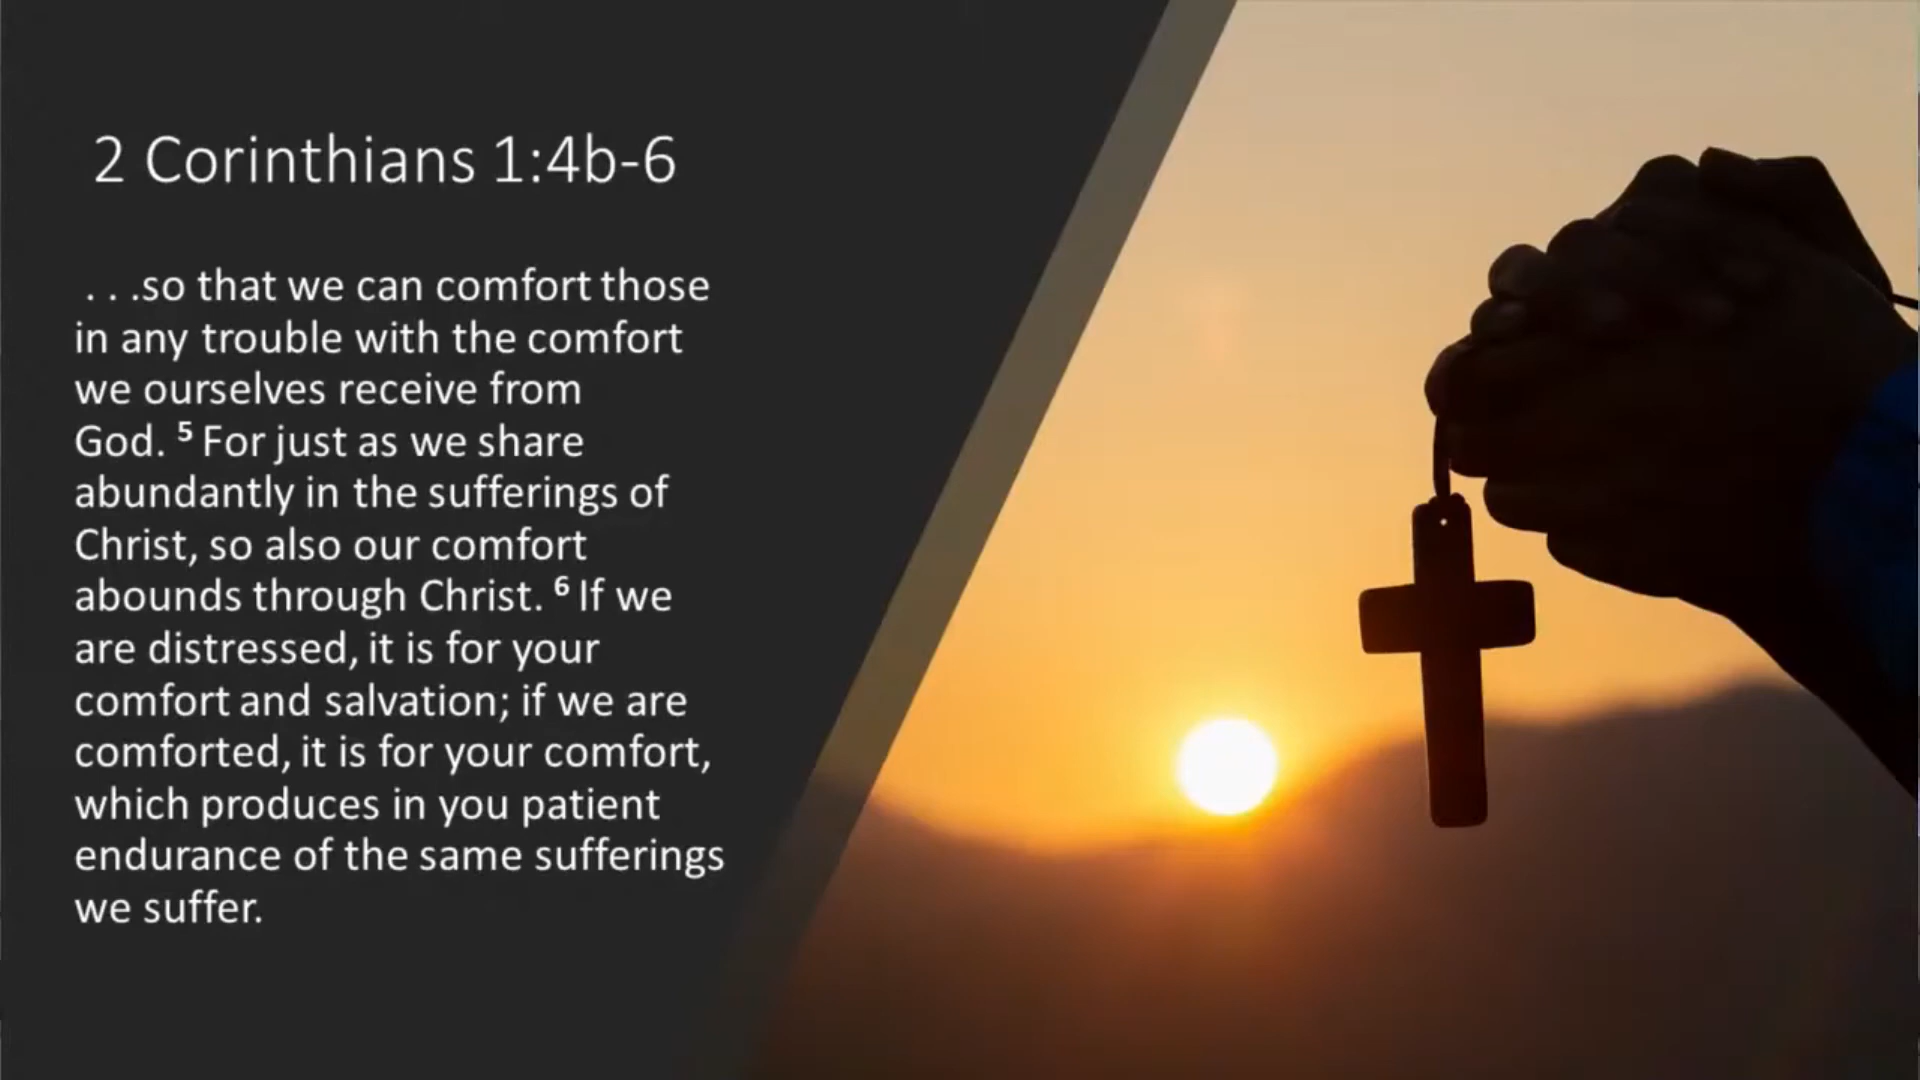 2 Corinthians 1:4b-6
. . .so that we can comfort those
in any trouble with the comfort
we ourselves receive from
God. ⁵ For just as we share
abundantly in the sufferings of
Christ, so also our comfort
abounds through Christ. ⁶ If we
are distressed, it is for your
comfort and salvation; if we are
comforted, it is for your comfort,
which produces in you patient
endurance of the same sufferings
we suffer.